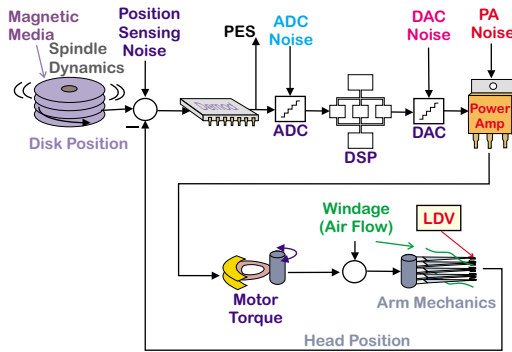 Magnetic
Media
Position
Sensing
Noise
ADC
Noise
DAC
Noise
PA
Noise
PES
Spindle
Dynamics
Demod
Power
Amp
ADC
DSP
DAC
Disk Position
Windage
(Air Flow)
LDV
Motor
Torque
Arm Mechanics
Head Position